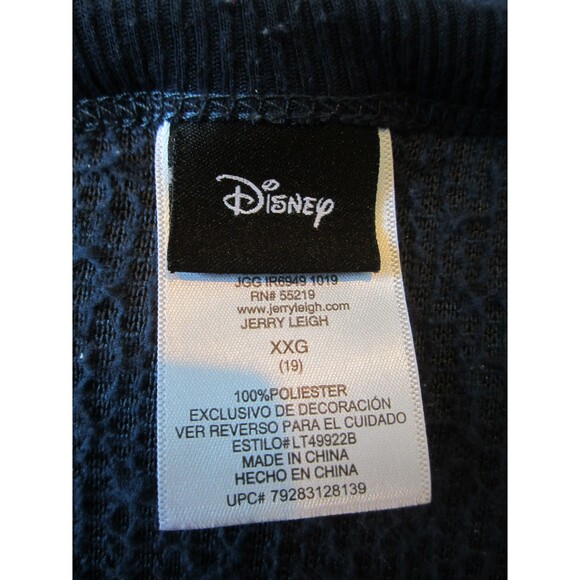 Disney
JGG IR6949 1019
RN# 55219
www.jerryleigh.com
JERRY LEIGH
XXG
(19)
100%POLIESTER
EXCLUSIVO DE DECORACIÓN
VER REVERSO PARA EL CUIDADO
ESTILO#LT49922B
MADE IN CHINA
HECHO EN CHINA
UPC# 79283128139